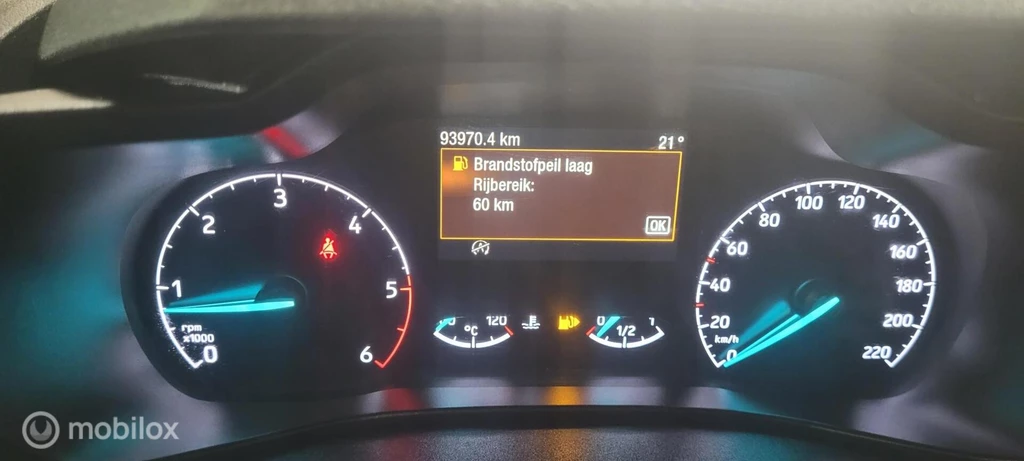 93970.4 km 21°
Brandstofpeil laag
Rijbereik:
60 km
OK
0 1 2 3 4 5 6
rpm
x1000
°C 120
0 1/2 1
0 20 40 60 80 100 120 140 160 180 200 220
km/h
mobilox